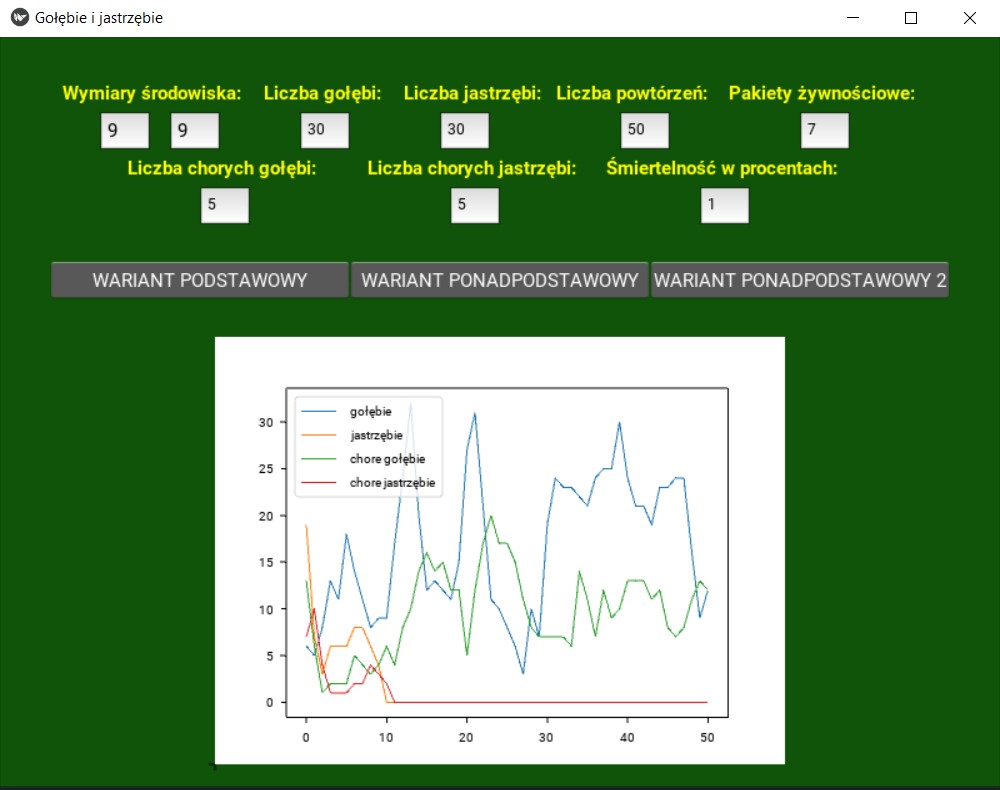 Gołębie i jastrzębie
Wymiary środowiska: Liczba gołębi: Liczba jastrzębi: Liczba powtórzeń: Pakiety żywnościowe:
9 9 30 30 50 7
Liczba chorych gołębi: Liczba chorych jastrzębi: Śmiertelność w procentach:
5 5 1
WARIANT PODSTAWOWY WARIANT PONADPODSTAWOWY WARIANT PONADPODSTAWOWY 2
gołębie
jastrzębie
chore gołębie
chore jastrzębie
30
25
20
15
10
5
0
0 10 20 30 40 50